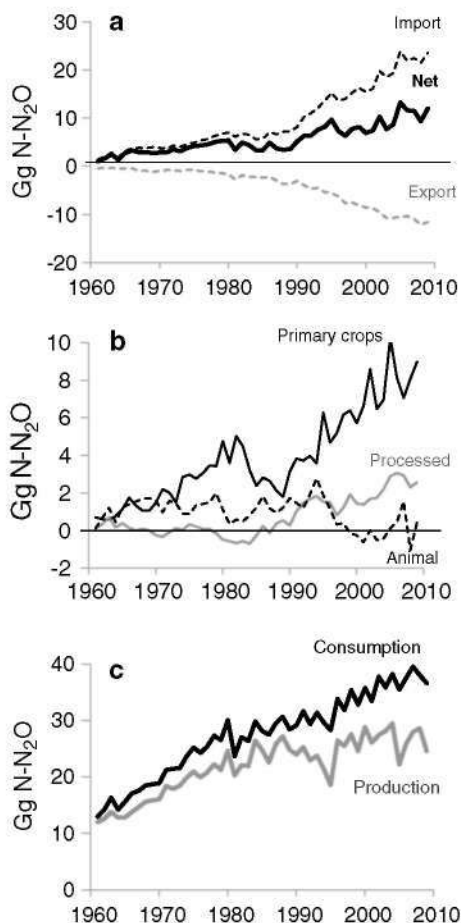 a
30
Import
20
Net
10
0
Export
-10
-20
Gg N-N₂O
1960 1970 1980 1990 2000 2010
b
10
Primary crops
8
6
4
Processed
2
0
Animal
-2
Gg N-N₂O
1960 1970 1980 1990 2000 2010
Consumption
c
40
30
20
Production
10
0
Gg N-N₂O
1960 1970 1980 1990 2000 2010